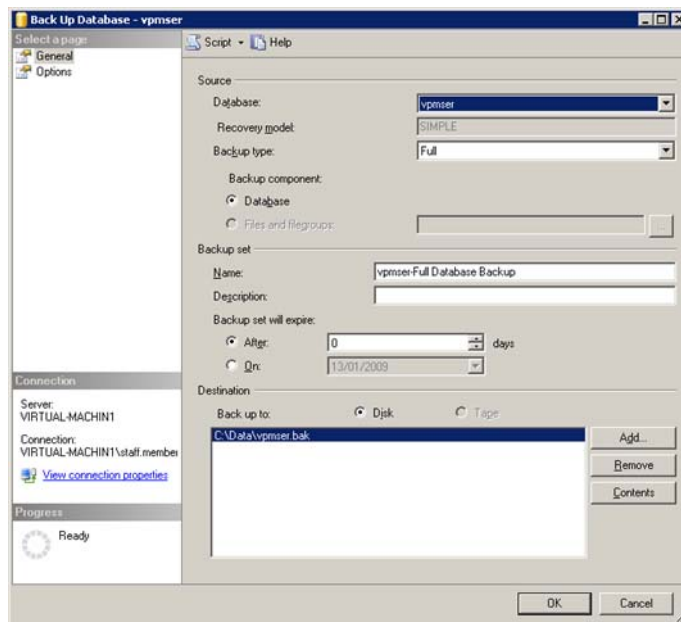 Back Up Database - vpmser
Select a page
General
Options
Script
Help
Source
Database:
vpmser
Recovery model:
SIMPLE
Backup type:
Full
Backup component:
Database
Files and filegroups:
...
Backup set
Name:
vpmser-Full Database Backup
Description:
Backup set will expire:
After:
0
days
On:
13/01/2009
Destination
Back up to:
Disk
Tape
C:\Data\vpmser.bak
Add...
Remove
Contents
Connection
Server:
VIRTUAL-MACHIN1
Connection:
VIRTUAL-MACHIN1\staff.member
View connection properties
Progress
Ready
OK
Cancel